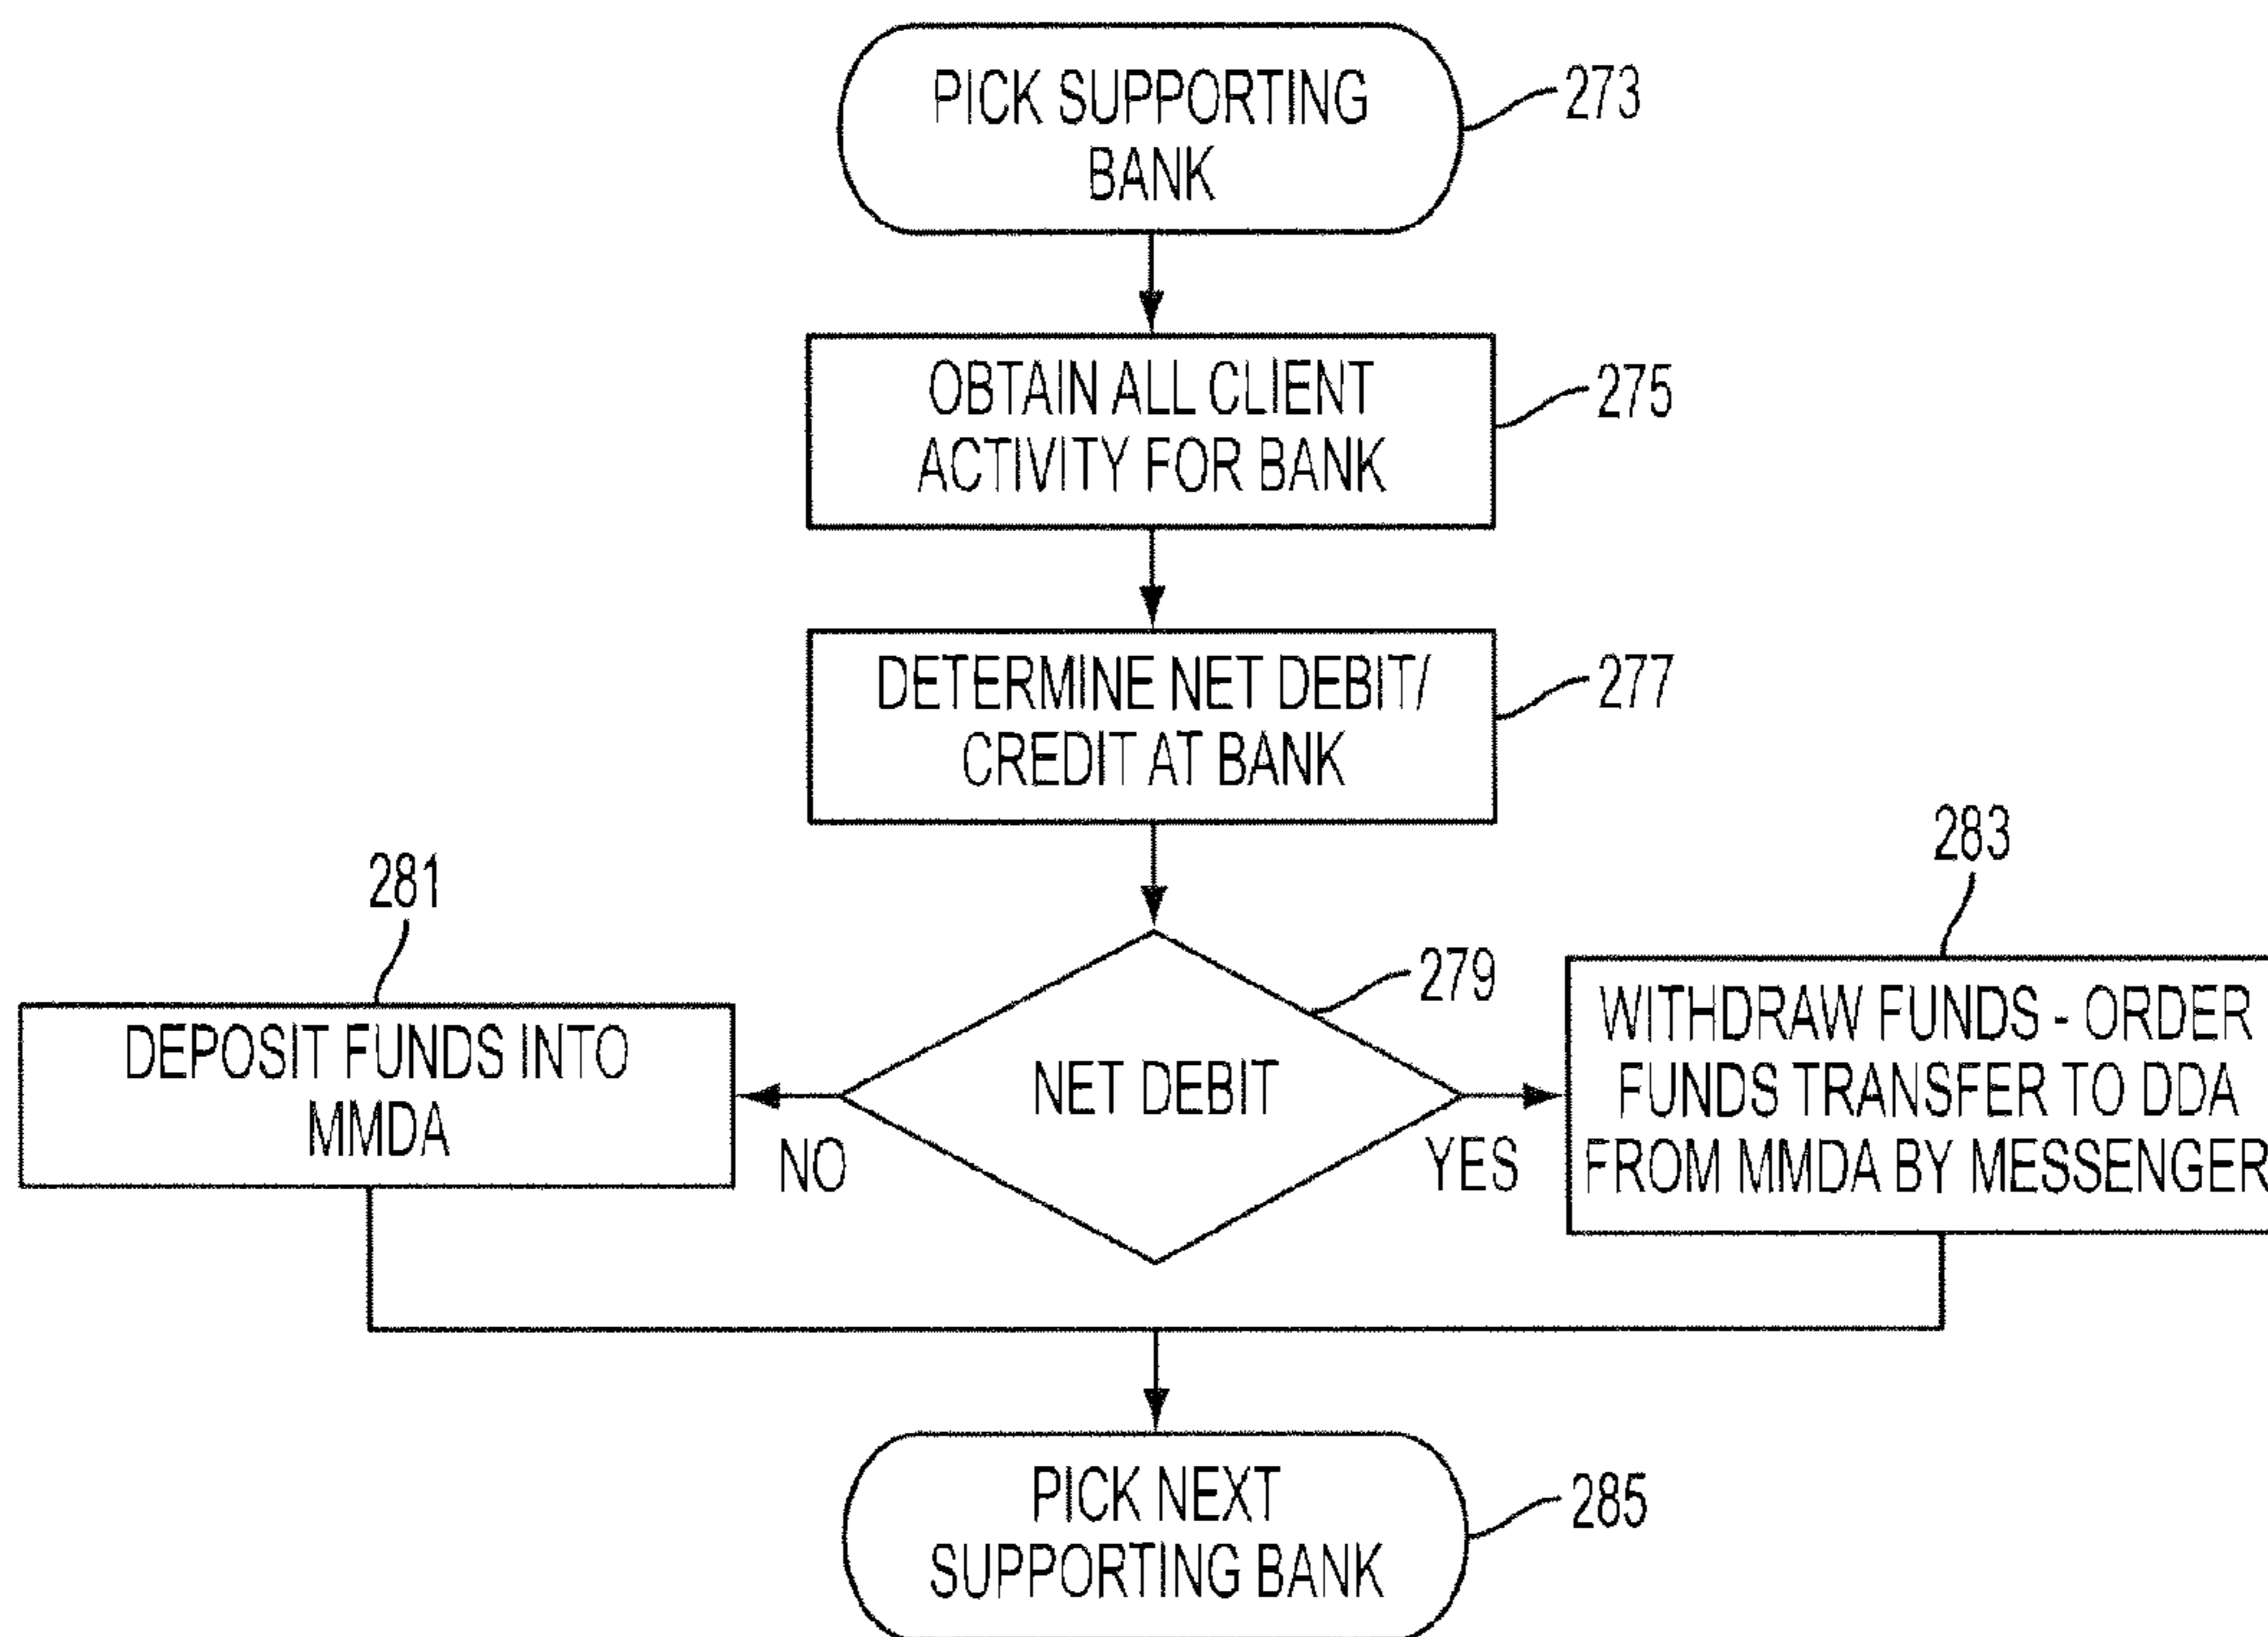 PICK SUPPORTING
BANK
273
OBTAIN ALL CLIENT
ACTIVITY FOR BANK
275
DETERMINE NET DEBIT/
CREDIT AT BANK
277
281
DEPOSIT FUNDS INTO
MMDA
NO
NET DEBIT
279
YES
283
WITHDRAW FUNDS - ORDER
FUNDS TRANSFER TO DDA
FROM MMDA BY MESSENGER
PICK NEXT
SUPPORTING BANK
285